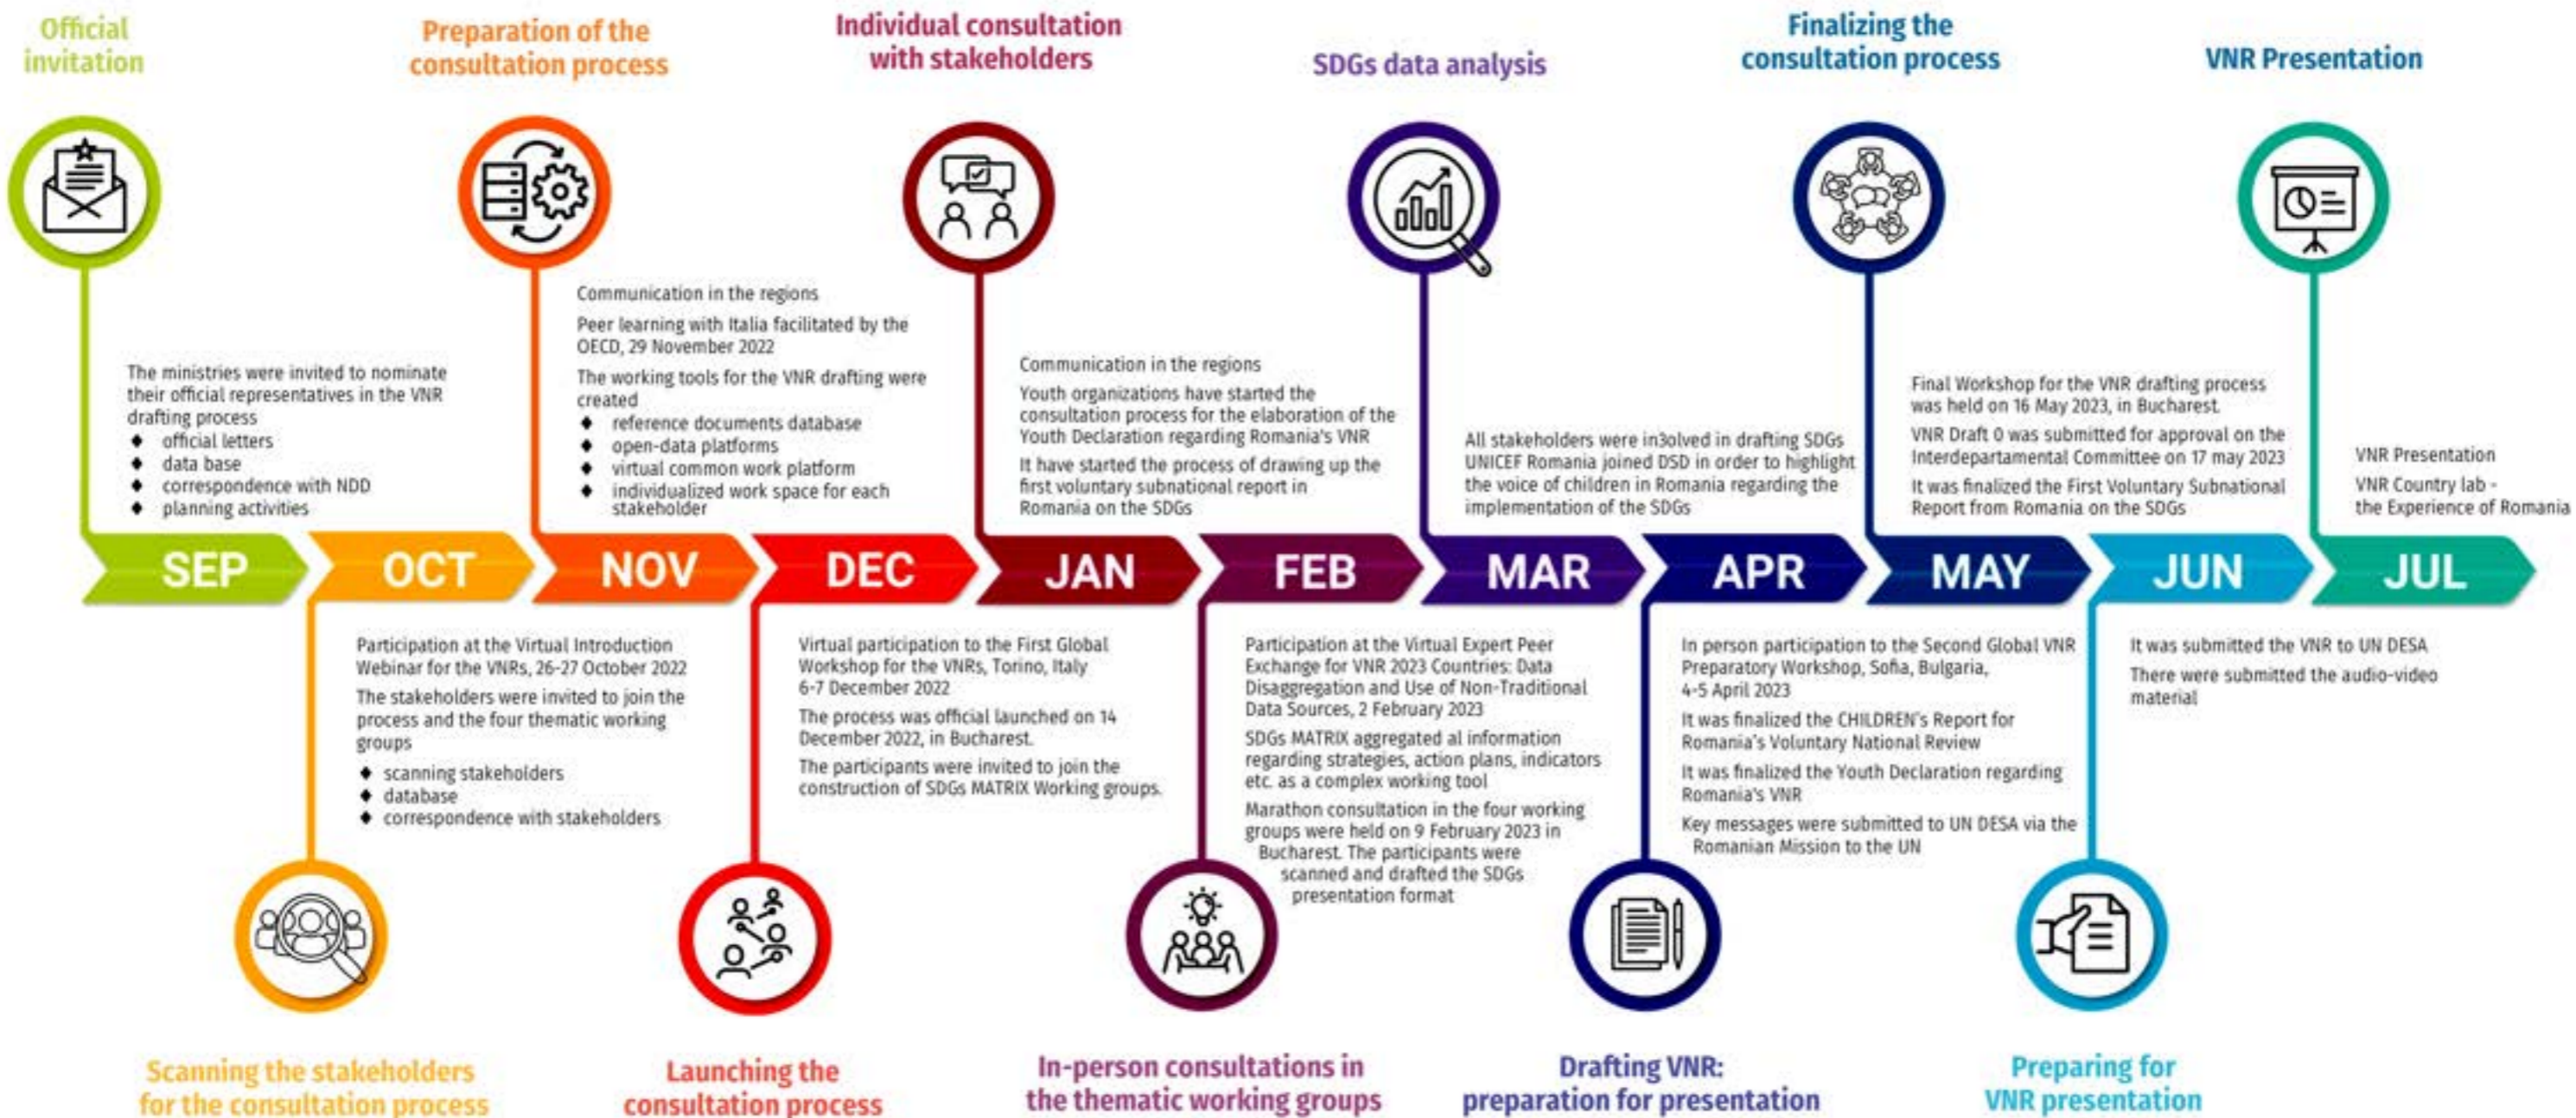 Official
invitation
Preparation of the
consultation process
Individual consultation
with stakeholders
SDGs data analysis
Finalizing the
consultation process
VNR Presentation
The ministries were invited to nominate
their official representatives in the VNR
drafting process
◆ official letters
◆ data base
◆ correspondence with NDD
◆ planning activities
Communication in the regions
Peer learning with Italia facilitated by the
OECD, 29 November 2022
The working tools for the VNR drafting were
created
◆ reference documents database
◆ open-data platforms
◆ virtual common work platform
◆ individualized work space for each
stakeholder
Communication in the regions
Youth organizations have started the
consultation process for the elaboration of the
Youth Declaration regarding Romania's VNR
It have started the process of drawing up the
first voluntary subnational report in
Romania on the SDGs
All stakeholders were in3olved in drafting SDGs
UNICEF Romania joined DSD in order to highlight
the voice of children in Romania regarding the
implementation of the SDGs
Final Workshop for the VNR drafting process
was held on 16 May 2023, in Bucharest.
VNR Draft 0 was submitted for approval on the
Interdepartamental Committee on 17 may 2023
It was finalized the First Voluntary Subnational
Report from Romania on the SDGs
VNR Presentation
VNR Country lab -
the Experience of Romania
SEP
OCT
NOV
DEC
JAN
FEB
MAR
APR
MAY
JUN
JUL
Participation at the Virtual Introduction
Webinar for the VNRs, 26-27 October 2022
The stakeholders were invited to join the
process and the four thematic working
groups
◆ scanning stakeholders
◆ database
◆ correspondence with stakeholders
Virtual participation to the First Global
Workshop for the VNRs, Torino, Italy
6-7 December 2022
The process was official launched on 14
December 2022, in Bucharest.
The participants were invited to join the
construction of SDGs MATRIX Working groups.
Participation at the Virtual Expert Peer
Exchange for VNR 2023 Countries: Data
Disaggregation and Use of Non-Traditional
Data Sources, 2 February 2023
SDGs MATRIX aggregated al information
regarding strategies, action plans, indicators
etc. as a complex working tool
Marathon consultation in the four working
groups were held on 9 February 2023 in
Bucharest. The participants were
scanned and drafted the SDGs
presentation format
In person participation to the Second Global VNR
Preparatory Workshop, Sofia, Bulgaria,
4-5 April 2023
It was finalized the CHILDREN's Report for
Romania's Voluntary National Review
It was finalized the Youth Declaration regarding
Romania's VNR
Key messages were submitted to UN DESA via the
Romanian Mission to the UN
It was submitted the VNR to UN DESA
There were submitted the audio-video
material
Scanning the stakeholders
for the consultation process
Launching the
consultation process
In-person consultations in
the thematic working groups
Drafting VNR:
preparation for presentation
Preparing for
VNR presentation